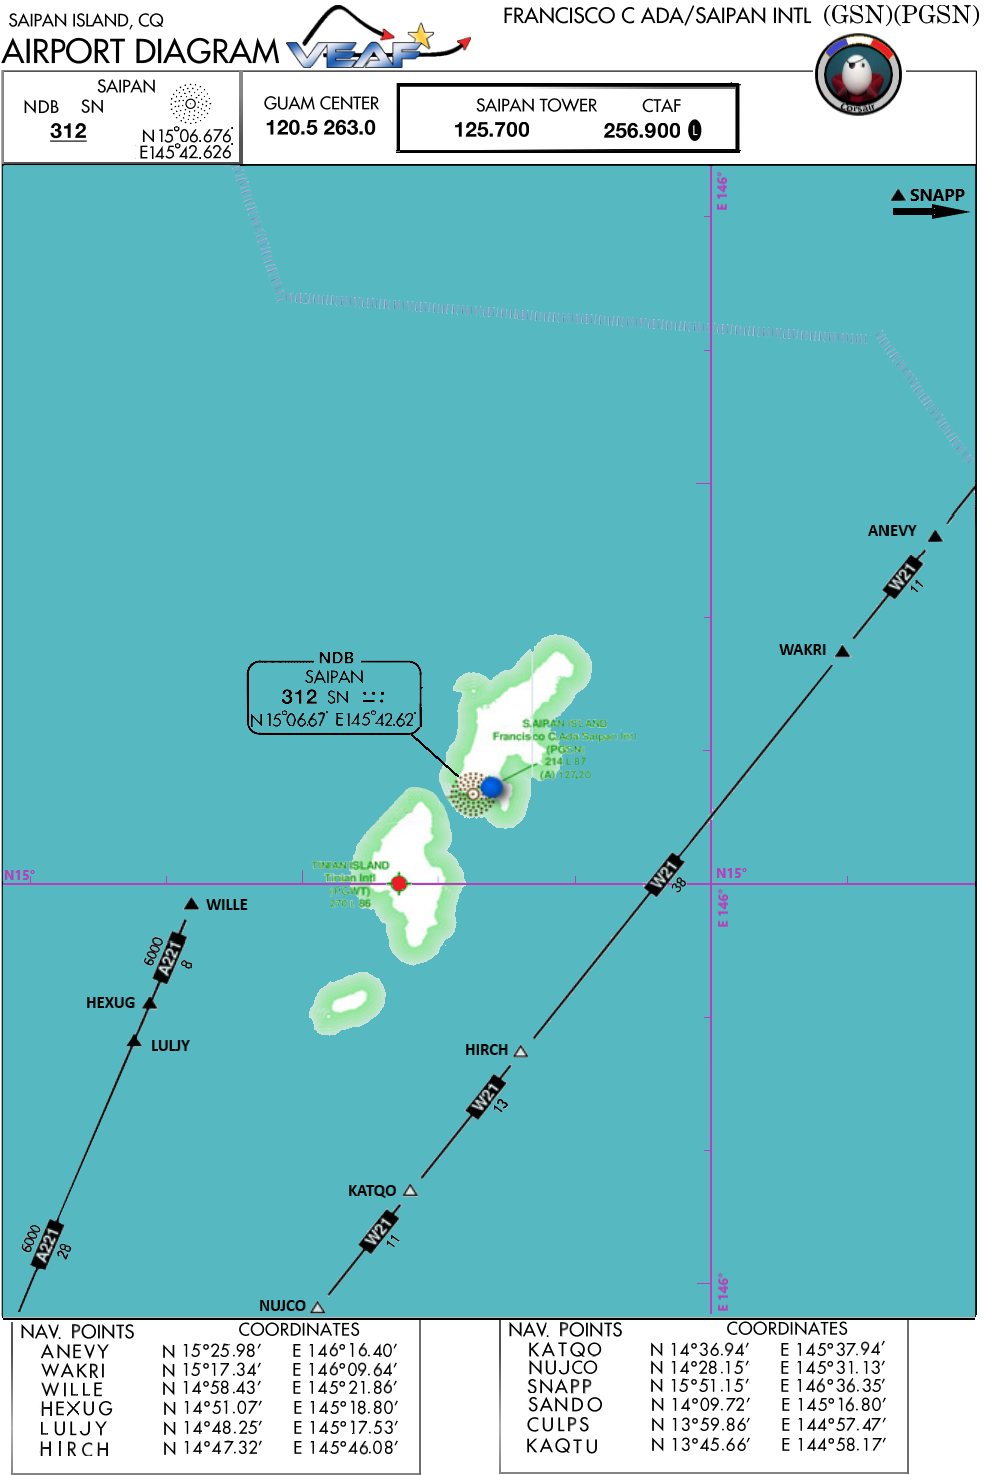 SAIPAN ISLAND, CQ
AIRPORT DIAGRAM
VEAF
FRANCISCO C ADA/SAIPAN INTL (GSN)(PGSN)
Corsair
SAIPAN
NDB SN
312
N 15°06.676'
E145°42.626'
GUAM CENTER
120.5 263.0
SAIPAN TOWER CTAF
125.700 256.900 L
E 146°
SNAPP
ANEVY
W21
11
WAKRI
NDB
SAIPAN
312 SN
N 15°06.67' E145°42.62'
SAIPAN ISLAND
Francisco C.Ada/Saipan Int.
(PGSN)
214 L 87
(A) 127.20
TINIAN ISLAND
Tinian Intl
(PGWT)
270 L 86
N15°
N15°
W21
38
E 146°
WILLE
6000
A221
8
HEXUG
LULJY
HIRCH
W21
13
KATQO
W21
11
6000
A221
28
NUJCO
E 146°
NAV. POINTS COORDINATES
ANEVY N 15°25.98' E 146°16.40'
WAKRI N 15°17.34' E 146°09.64'
WILLE N 14°58.43' E 145°21.86'
HEXUG N 14°51.07' E 145°18.80'
LULJY N 14°48.25' E 145°17.53'
HIRCH N 14°47.32' E 145°46.08'
NAV. POINTS COORDINATES
KATQO N 14°36.94' E 145°37.94'
NUJCO N 14°28.15' E 145°31.13'
SNAPP N 15°51.15' E 146°36.35'
SANDO N 14°09.72' E 145°16.80'
CULPS N 13°59.86' E 144°57.47'
KAQTU N 13°45.66' E 144°58.17'